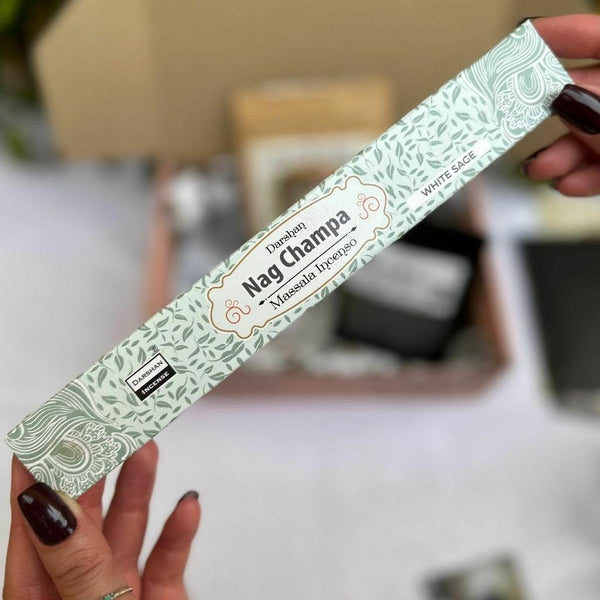 Darshan
Nag Champa
Massala Incenso
WHITE SAGE
DARSHAN
INCENSE